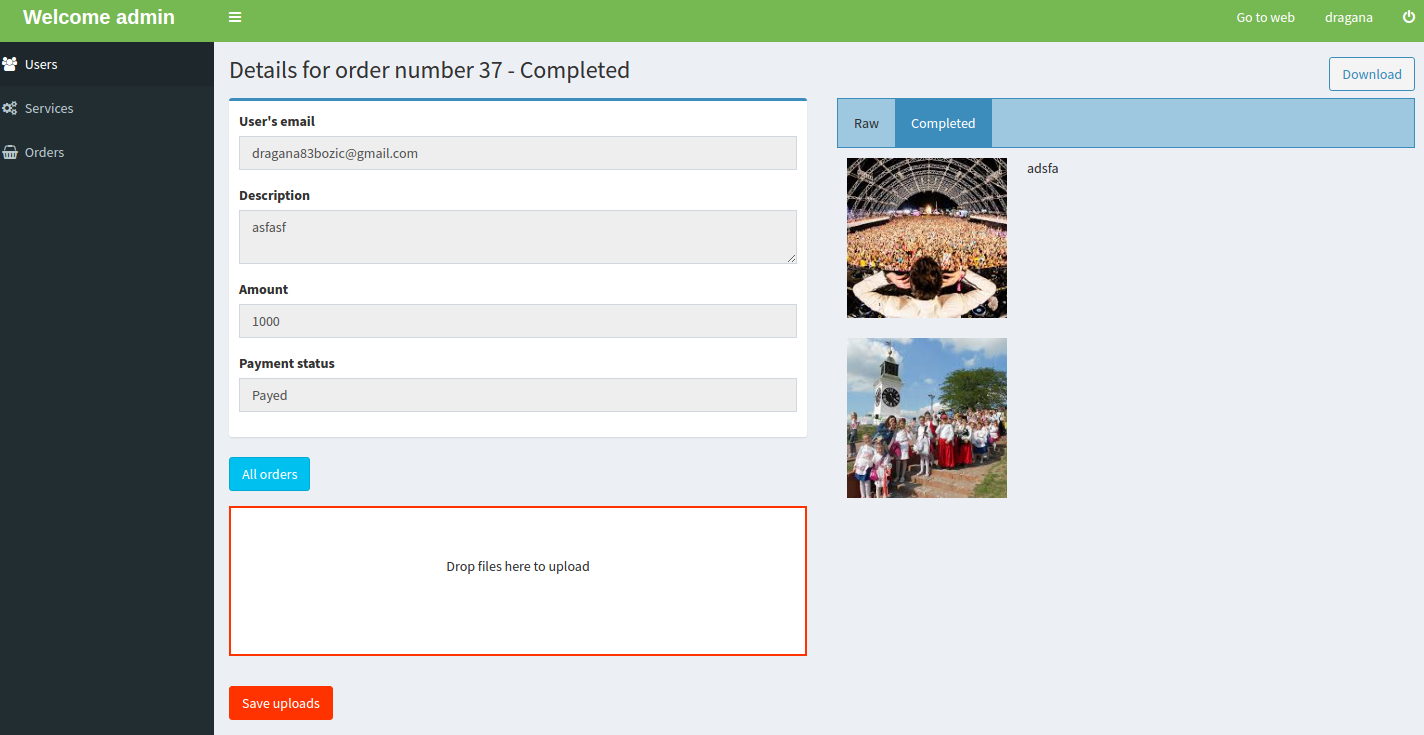 Welcome admin
Go to web
dragana
Users
Services
Orders
Details for order number 37 - Completed
Download
User's email
dragana83bozic@gmail.com
Description
asfasf
Amount
1000
Payment status
Payed
All orders
Drop files here to upload
Save uploads
Raw
Completed
adsfa